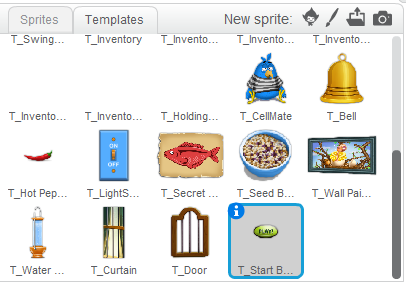 Sprites Templates New sprite:
T_Swing... T_Inventory T_Invento... T_Invento... T_Invento...
T_Invento... T_Invento... T_Holding... T_CellMate T_Bell
ON
OFF
T_Hot Pep... T_LightS... T_Secret ... T_Seed B... T_Wall Pai...
PLAY!
T_Water ... T_Curtain T_Door T_Start B...